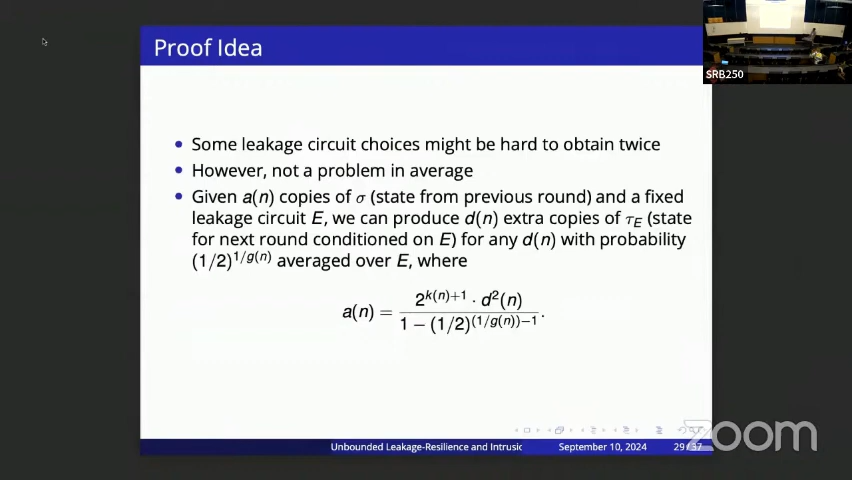 Proof Idea
SRB250
• Some leakage circuit choices might be hard to obtain twice
• However, not a problem in average
• Given a(n) copies of σ (state from previous round) and a fixed
leakage circuit E, we can produce d(n) extra copies of τ_E (state
for next round conditioned on E) for any d(n) with probability
(1/2)^{1/g(n)} averaged over E, where
a(n) = \frac{2^{k(n)+1} · d^2(n)}{1 − (1/2)^{(1/g(n))−1}}.
Unbounded Leakage-Resilience and Intrusic September 10, 2024 29/37
zoom